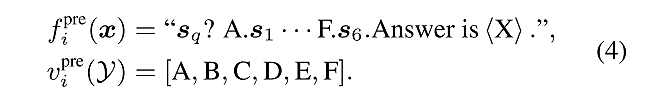 f_i^pre(x) = “s_q? A.s_1 ··· F.s_6.Answer is ⟨X⟩ .”,
v_i^pre(𝒴) = [A, B, C, D, E, F].
(4)